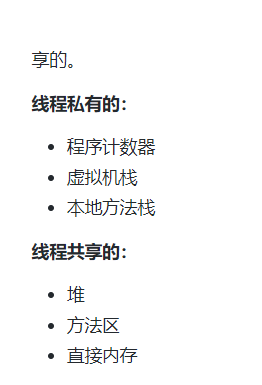 享的。
线程私有的：
程序计数器
虚拟机栈
本地方法栈
线程共享的：
堆
方法区
直接内存